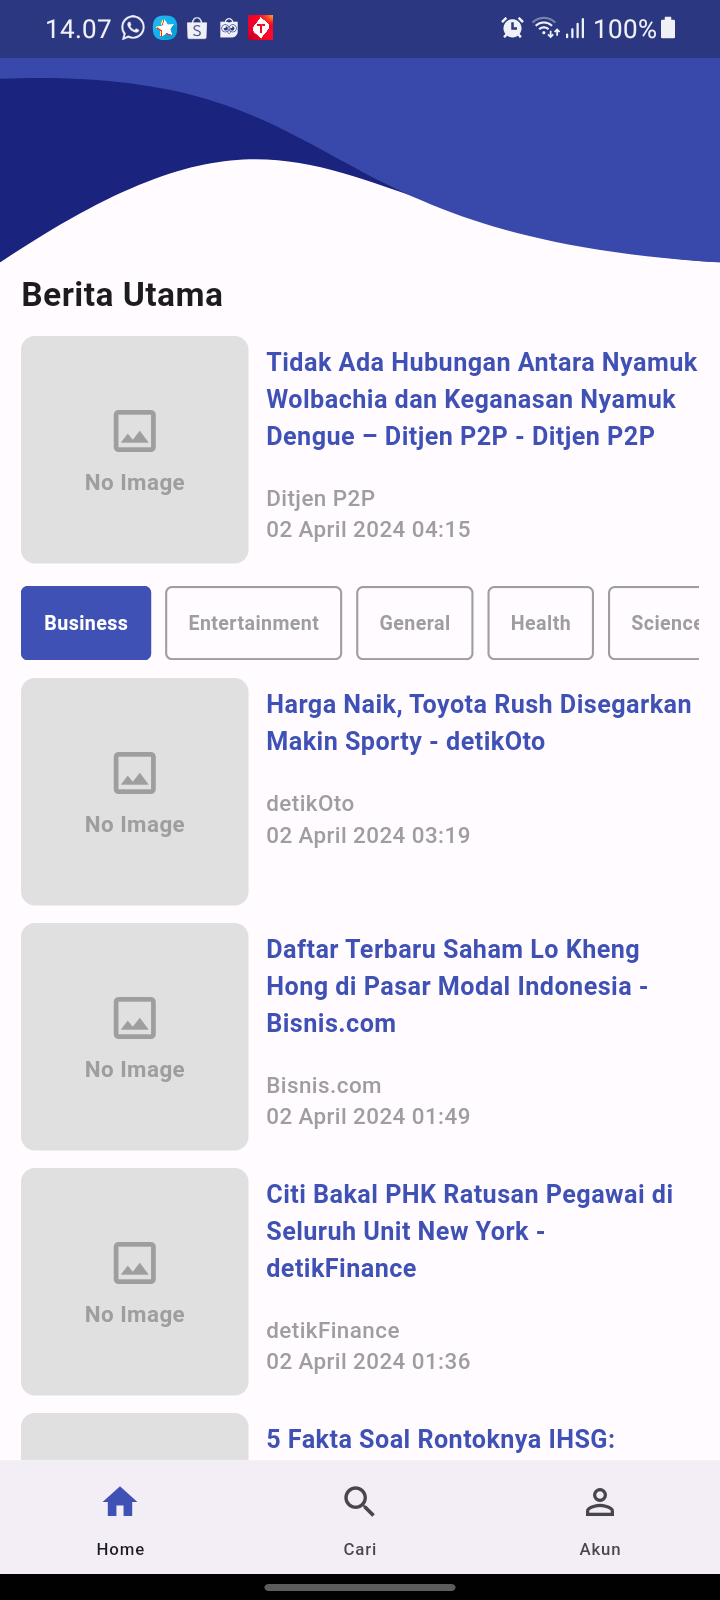 14.07
100%
Berita Utama
No Image
Tidak Ada Hubungan Antara Nyamuk
Wolbachia dan Keganasan Nyamuk
Dengue – Ditjen P2P - Ditjen P2P
Ditjen P2P
02 April 2024 04:15
Business
Entertainment
General
Health
Science
No Image
Harga Naik, Toyota Rush Disegarkan
Makin Sporty - detikOto
detikOto
02 April 2024 03:19
No Image
Daftar Terbaru Saham Lo Kheng
Hong di Pasar Modal Indonesia -
Bisnis.com
Bisnis.com
02 April 2024 01:49
No Image
Citi Bakal PHK Ratusan Pegawai di
Seluruh Unit New York -
detikFinance
detikFinance
02 April 2024 01:36
5 Fakta Soal Rontoknya IHSG:
Home
Cari
Akun